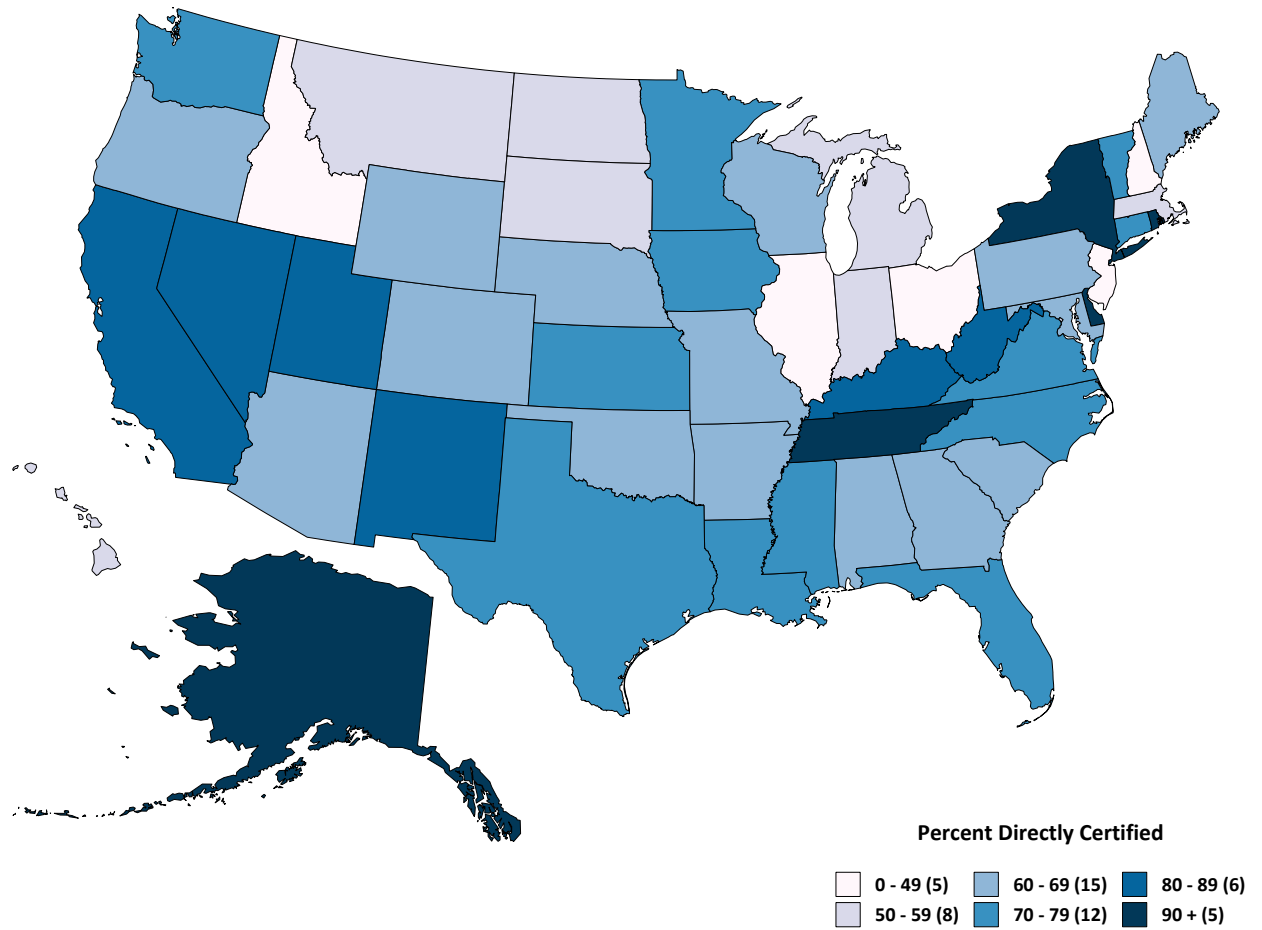 Percent Directly Certified
0 - 49 (5) 60 - 69 (15) 80 - 89 (6)
50 - 59 (8) 70 - 79 (12) 90 + (5)